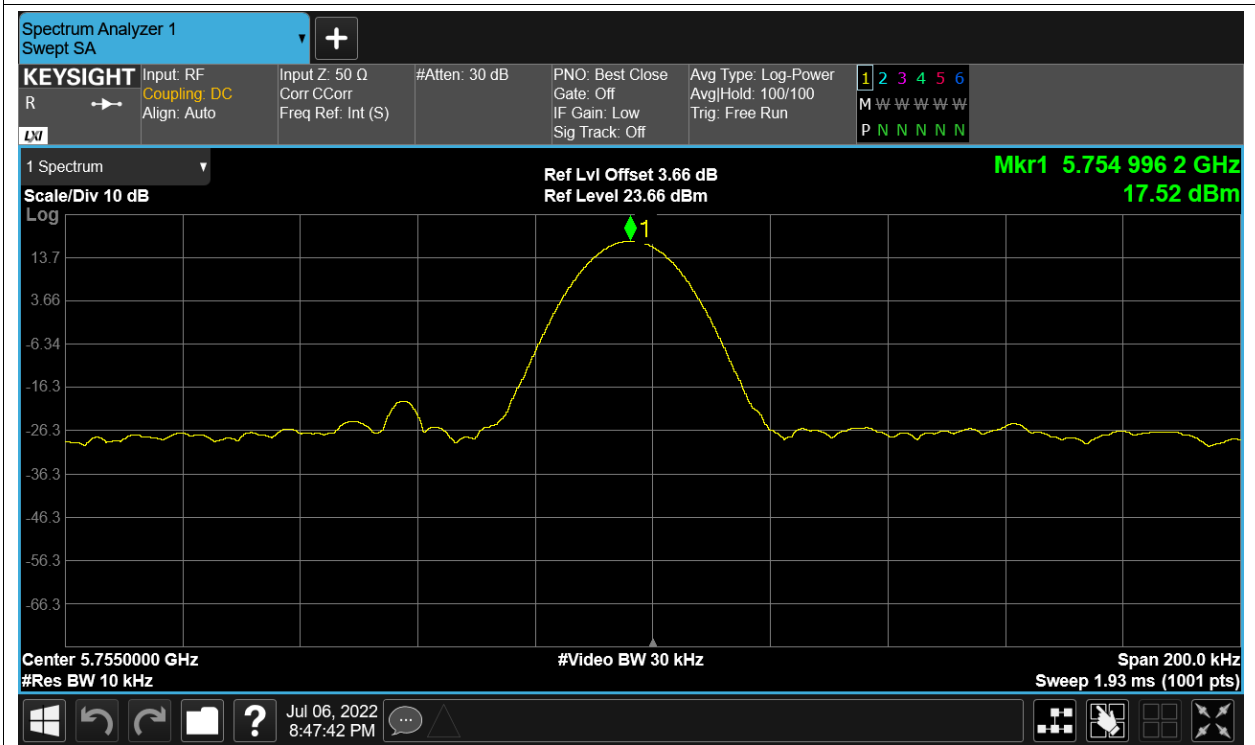 Spectrum Analyzer 1
Swept SA
KEYSIGHT
R
LXI
Input: RF
Coupling: DC
Align: Auto
Input Z: 50 Ω
Corr CCorr
Freq Ref: Int (S)
#Atten: 30 dB
PNO: Best Close
Gate: Off
IF Gain: Low
Sig Track: Off
Avg Type: Log-Power
Avg|Hold: 100/100
Trig: Free Run
1 2 3 4 5 6
M W W W W W
P N N N N N
1 Spectrum
Scale/Div 10 dB
Ref Lvl Offset 3.66 dB
Ref Level 23.66 dBm
Mkr1 5.754 996 2 GHz
17.52 dBm
Log
1
13.7
3.66
-6.34
-16.3
-26.3
-36.3
-46.3
-56.3
-66.3
Center 5.7550000 GHz
#Video BW 30 kHz
Span 200.0 kHz
#Res BW 10 kHz
Sweep 1.93 ms (1001 pts)
?
Jul 06, 2022
8:47:42 PM